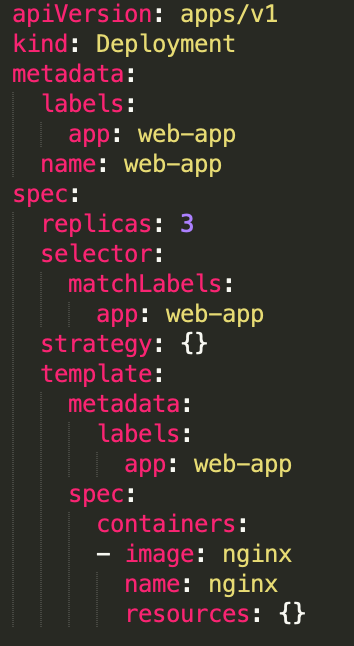 apiVersion: apps/v1
kind: Deployment
metadata:
  labels:
    app: web-app
  name: web-app
spec:
  replicas: 3
  selector:
    matchLabels:
      app: web-app
  strategy: {}
  template:
    metadata:
      labels:
        app: web-app
    spec:
      containers:
      - image: nginx
        name: nginx
        resources: {}